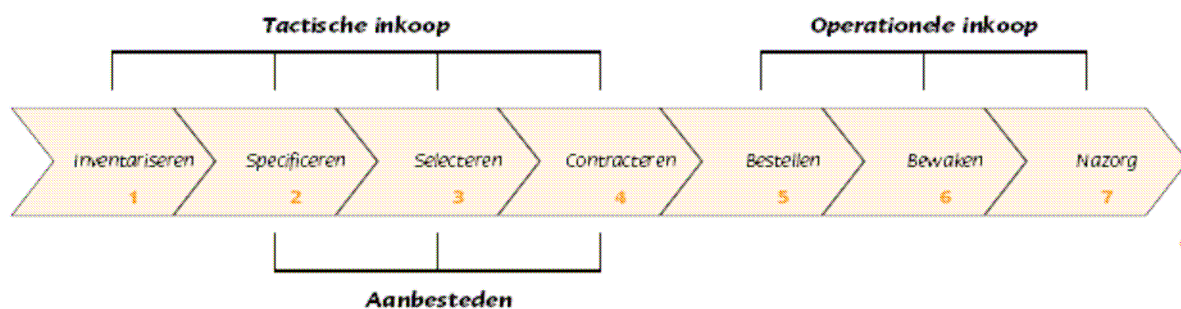 Tactische inkoop
Operationele inkoop
Inventariseren
1
Specificeren
2
Selecteren
3
Contracteren
4
Bestellen
5
Bewaken
6
Nazorg
7
Aanbesteden